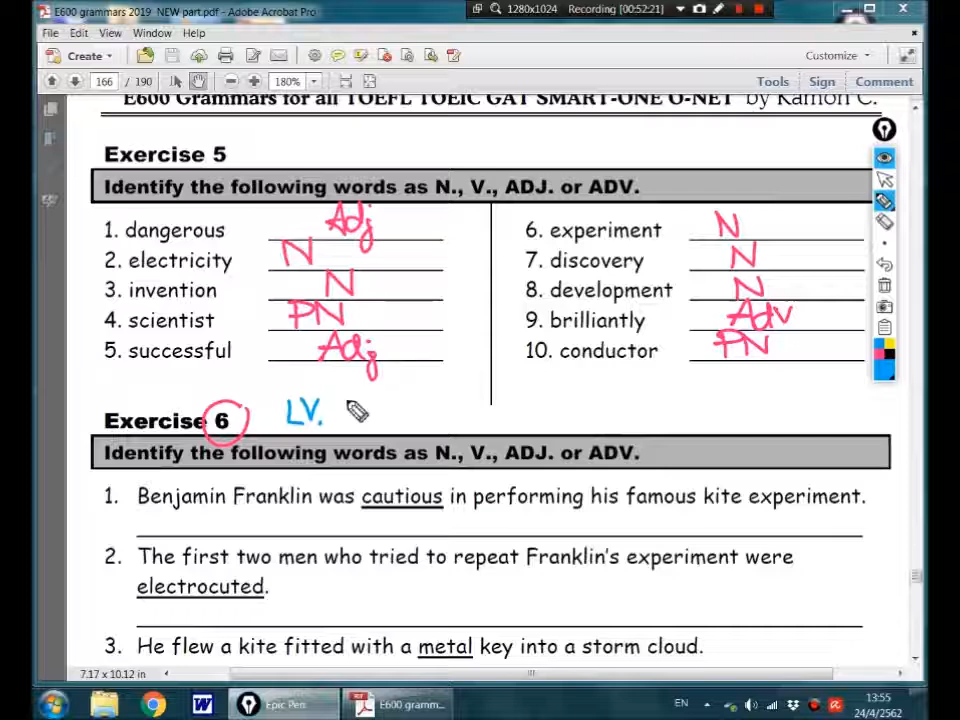 E600 grammars 2019 NEW part.pdf - Adobe Acrobat Pro
1280x1024 Recording [00:52:21]
File Edit View Window Help
Create Customize
166 / 190 180% Tools Sign Comment
E600 Grammars for all TOEFL TOEIC GAT SMART-ONE O-NET by Kamon C.
Exercise 5
Identify the following words as N., V., ADJ. or ADV.
1. dangerous Adj
2. electricity N
3. invention N
4. scientist PN
5. successful Adj
6. experiment N
7. discovery N
8. development N
9. brilliantly Adv
10. conductor PN
Exercise 6 LV.
Identify the following words as N., V., ADJ. or ADV.
1. Benjamin Franklin was cautious in performing his famous kite experiment.
2. The first two men who tried to repeat Franklin's experiment were
electrocuted.
3. He flew a kite fitted with a metal key into a storm cloud.
7.17 x 10.12 in
Epic Pen E600 gramm... EN 13:55
24/4/2562